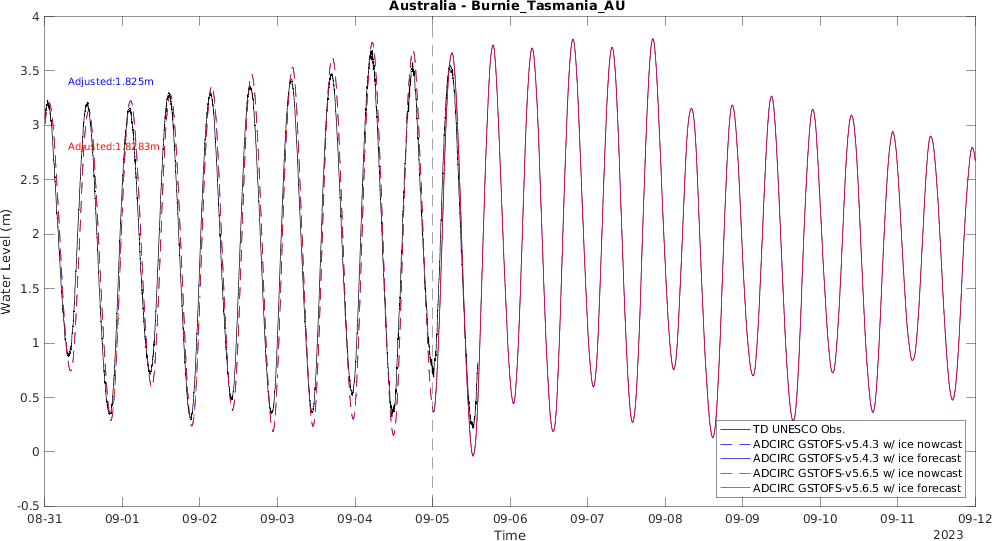 Australia - Burnie_Tasmania_AU
4
3.5
3
2.5
2
1.5
1
0.5
0
-0.5
Water Level (m)
Adjusted:1.825m
Adjusted:1.8283m
TD UNESCO Obs.
ADCIRC GSTOFS-v5.4.3 w/ ice nowcast
ADCIRC GSTOFS-v5.4.3 w/ ice forecast
ADCIRC GSTOFS-v5.6.5 w/ ice nowcast
ADCIRC GSTOFS-v5.6.5 w/ ice forecast
08-31 09-01 09-02 09-03 09-04 09-05 09-06 09-07 09-08 09-09 09-10 09-11 09-12
Time
2023